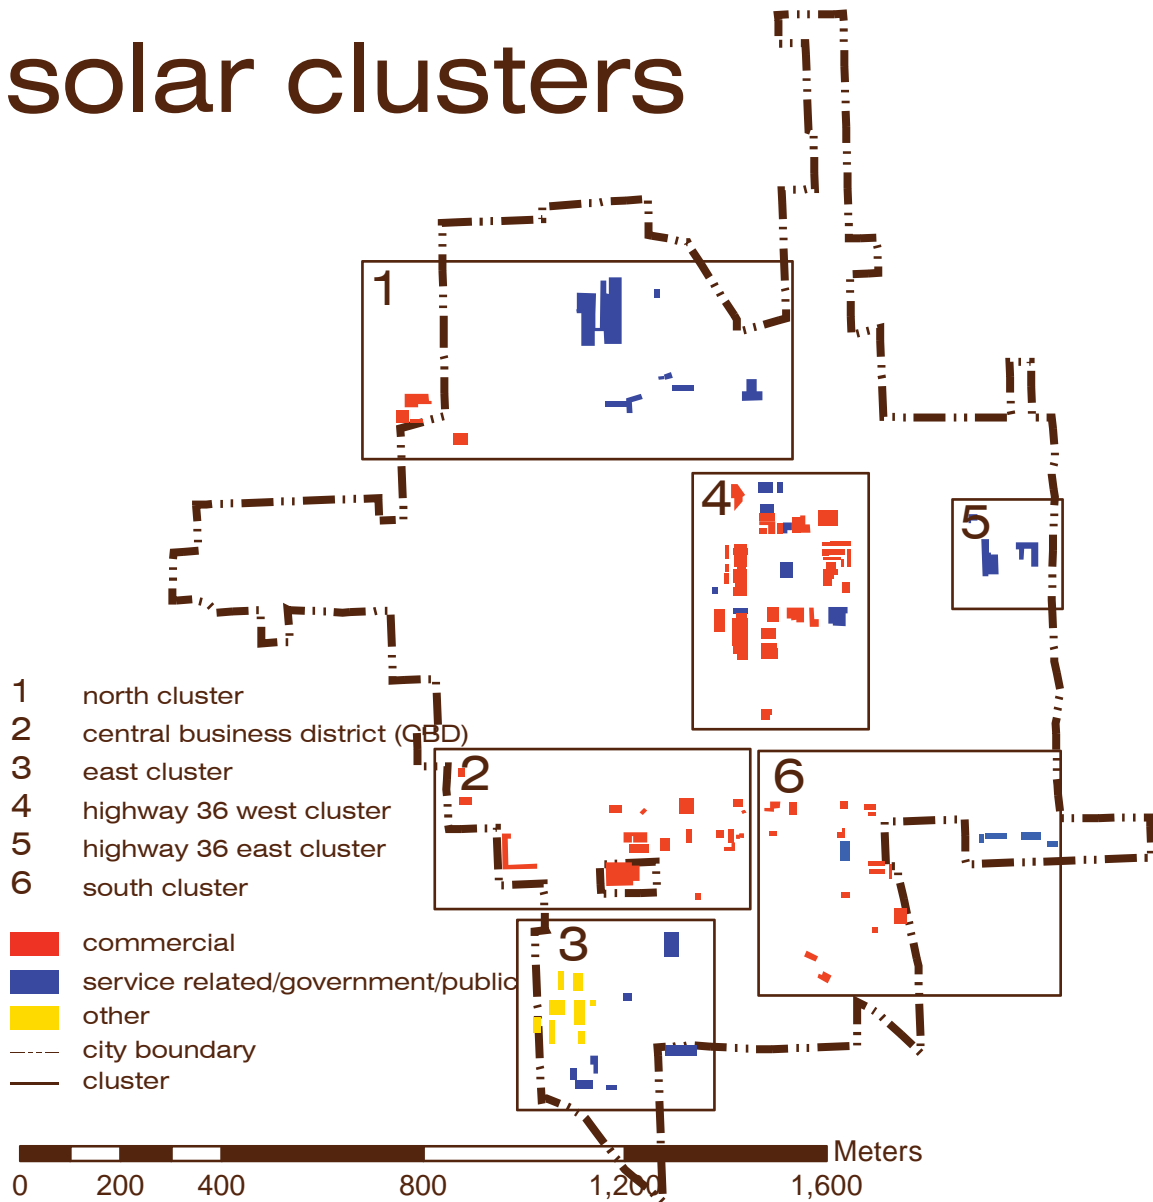 solar clusters
1
4
5
1 north cluster
2 central business district (CBD)
3 east cluster
4 highway 36 west cluster
5 highway 36 east cluster
6 south cluster
2
6
3
commercial
service related/government/public
other
city boundary
cluster
Meters
0 200 400 800 1,200 1,600